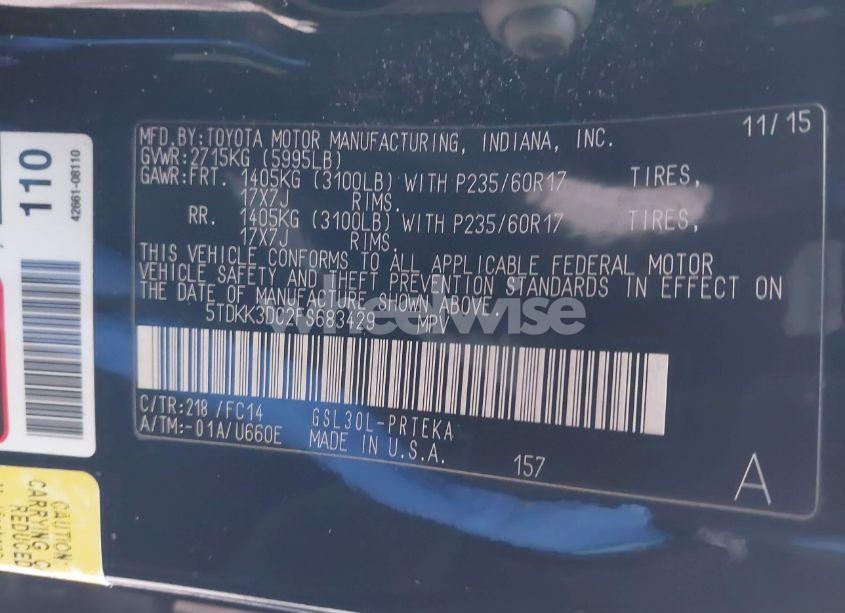 MFD.BY:TOYOTA MOTOR MANUFACTURING, INDIANA, INC. 11/15
GVWR:2715KG (5995LB)
GAWR:FRT. 1405KG (3100LB) WITH P235/60R17 TIRES,
17X7J RIMS.
RR. 1405KG (3100LB) WITH P235/60R17 TIRES,
17X7J RIMS.
THIS VEHICLE CONFORMS TO ALL APPLICABLE FEDERAL MOTOR
VEHICLE SAFETY AND THEFT PREVENTION STANDARDS IN EFFECT ON
THE DATE OF MANUFACTURE SHOWN ABOVE.
5TDKK3DC2FS683429 MPV
C/TR:218 /FC14 GSL30L-PRTEKA
A/TM:-01A/U660E MADE IN U.S.A. 157 A
110
42661-08110
CAUTION
CARRYING C
REDUCED
wheelwise